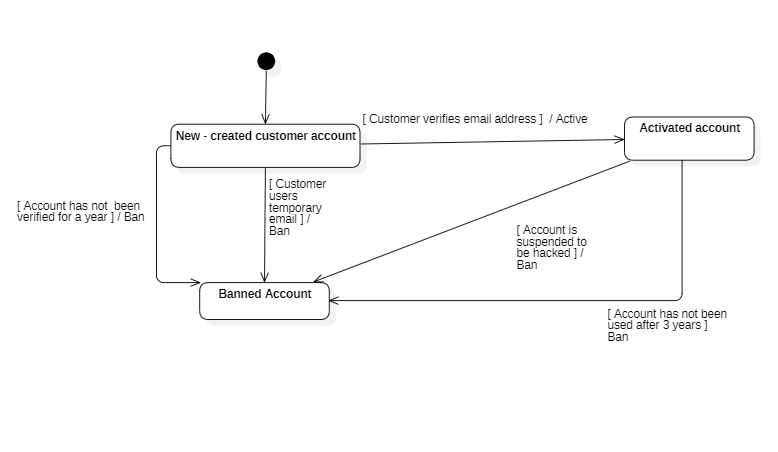 [ Customer verifies email address ]  / Active
New - created customer account
Activated account
[ Customer
users
temporary
email ] /
Ban
[ Account has not  been
verified for a year ] / Ban
[ Account is
suspended to
be hacked ] /
Ban
Banned Account
[ Account has not been
used after 3 years ]
Ban